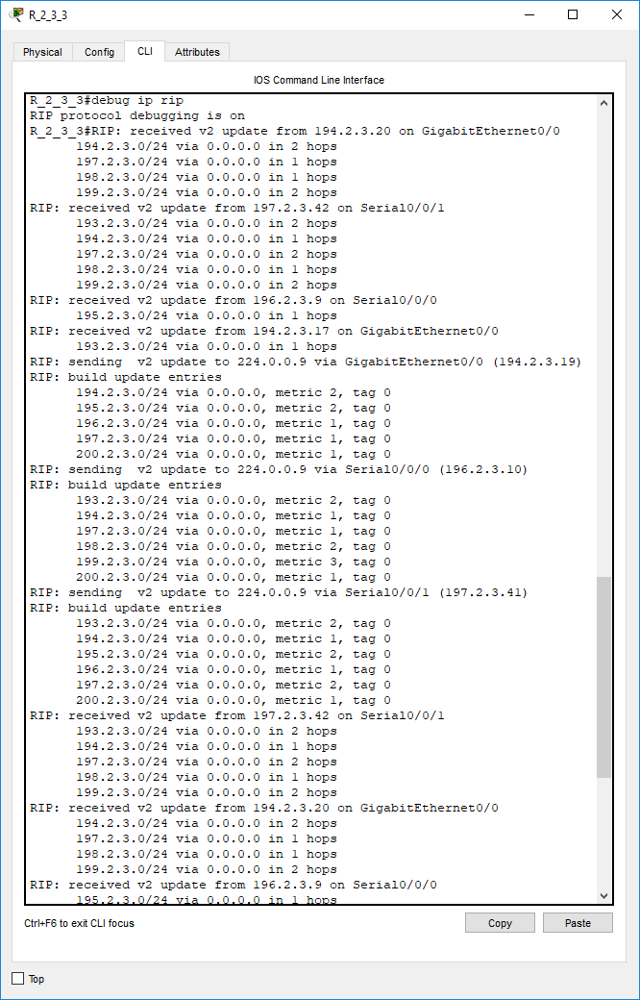 R_2_3_3
Physical Config CLI Attributes
IOS Command Line Interface
R_2_3_3#debug ip rip
RIP protocol debugging is on
R_2_3_3#RIP: received v2 update from 194.2.3.20 on GigabitEthernet0/0
194.2.3.0/24 via 0.0.0.0 in 2 hops
197.2.3.0/24 via 0.0.0.0 in 1 hops
198.2.3.0/24 via 0.0.0.0 in 1 hops
199.2.3.0/24 via 0.0.0.0 in 2 hops
RIP: received v2 update from 197.2.3.42 on Serial0/0/1
193.2.3.0/24 via 0.0.0.0 in 2 hops
194.2.3.0/24 via 0.0.0.0 in 1 hops
197.2.3.0/24 via 0.0.0.0 in 2 hops
198.2.3.0/24 via 0.0.0.0 in 1 hops
199.2.3.0/24 via 0.0.0.0 in 2 hops
RIP: received v2 update from 196.2.3.9 on Serial0/0/0
195.2.3.0/24 via 0.0.0.0 in 1 hops
RIP: received v2 update from 194.2.3.17 on GigabitEthernet0/0
193.2.3.0/24 via 0.0.0.0 in 1 hops
RIP: sending  v2 update to 224.0.0.9 via GigabitEthernet0/0 (194.2.3.19)
RIP: build update entries
194.2.3.0/24 via 0.0.0.0, metric 2, tag 0
195.2.3.0/24 via 0.0.0.0, metric 2, tag 0
196.2.3.0/24 via 0.0.0.0, metric 1, tag 0
197.2.3.0/24 via 0.0.0.0, metric 1, tag 0
200.2.3.0/24 via 0.0.0.0, metric 1, tag 0
RIP: sending  v2 update to 224.0.0.9 via Serial0/0/0 (196.2.3.10)
RIP: build update entries
193.2.3.0/24 via 0.0.0.0, metric 2, tag 0
194.2.3.0/24 via 0.0.0.0, metric 1, tag 0
197.2.3.0/24 via 0.0.0.0, metric 1, tag 0
198.2.3.0/24 via 0.0.0.0, metric 2, tag 0
199.2.3.0/24 via 0.0.0.0, metric 3, tag 0
200.2.3.0/24 via 0.0.0.0, metric 1, tag 0
RIP: sending  v2 update to 224.0.0.9 via Serial0/0/1 (197.2.3.41)
RIP: build update entries
193.2.3.0/24 via 0.0.0.0, metric 2, tag 0
194.2.3.0/24 via 0.0.0.0, metric 1, tag 0
195.2.3.0/24 via 0.0.0.0, metric 2, tag 0
196.2.3.0/24 via 0.0.0.0, metric 1, tag 0
197.2.3.0/24 via 0.0.0.0, metric 2, tag 0
200.2.3.0/24 via 0.0.0.0, metric 1, tag 0
RIP: received v2 update from 197.2.3.42 on Serial0/0/1
193.2.3.0/24 via 0.0.0.0 in 2 hops
194.2.3.0/24 via 0.0.0.0 in 1 hops
197.2.3.0/24 via 0.0.0.0 in 2 hops
198.2.3.0/24 via 0.0.0.0 in 1 hops
199.2.3.0/24 via 0.0.0.0 in 2 hops
RIP: received v2 update from 194.2.3.20 on GigabitEthernet0/0
194.2.3.0/24 via 0.0.0.0 in 2 hops
197.2.3.0/24 via 0.0.0.0 in 1 hops
198.2.3.0/24 via 0.0.0.0 in 1 hops
199.2.3.0/24 via 0.0.0.0 in 2 hops
RIP: received v2 update from 196.2.3.9 on Serial0/0/0
195.2.3.0/24 via 0.0.0.0 in 1 hops
Ctrl+F6 to exit CLI focus
Copy Paste
Top